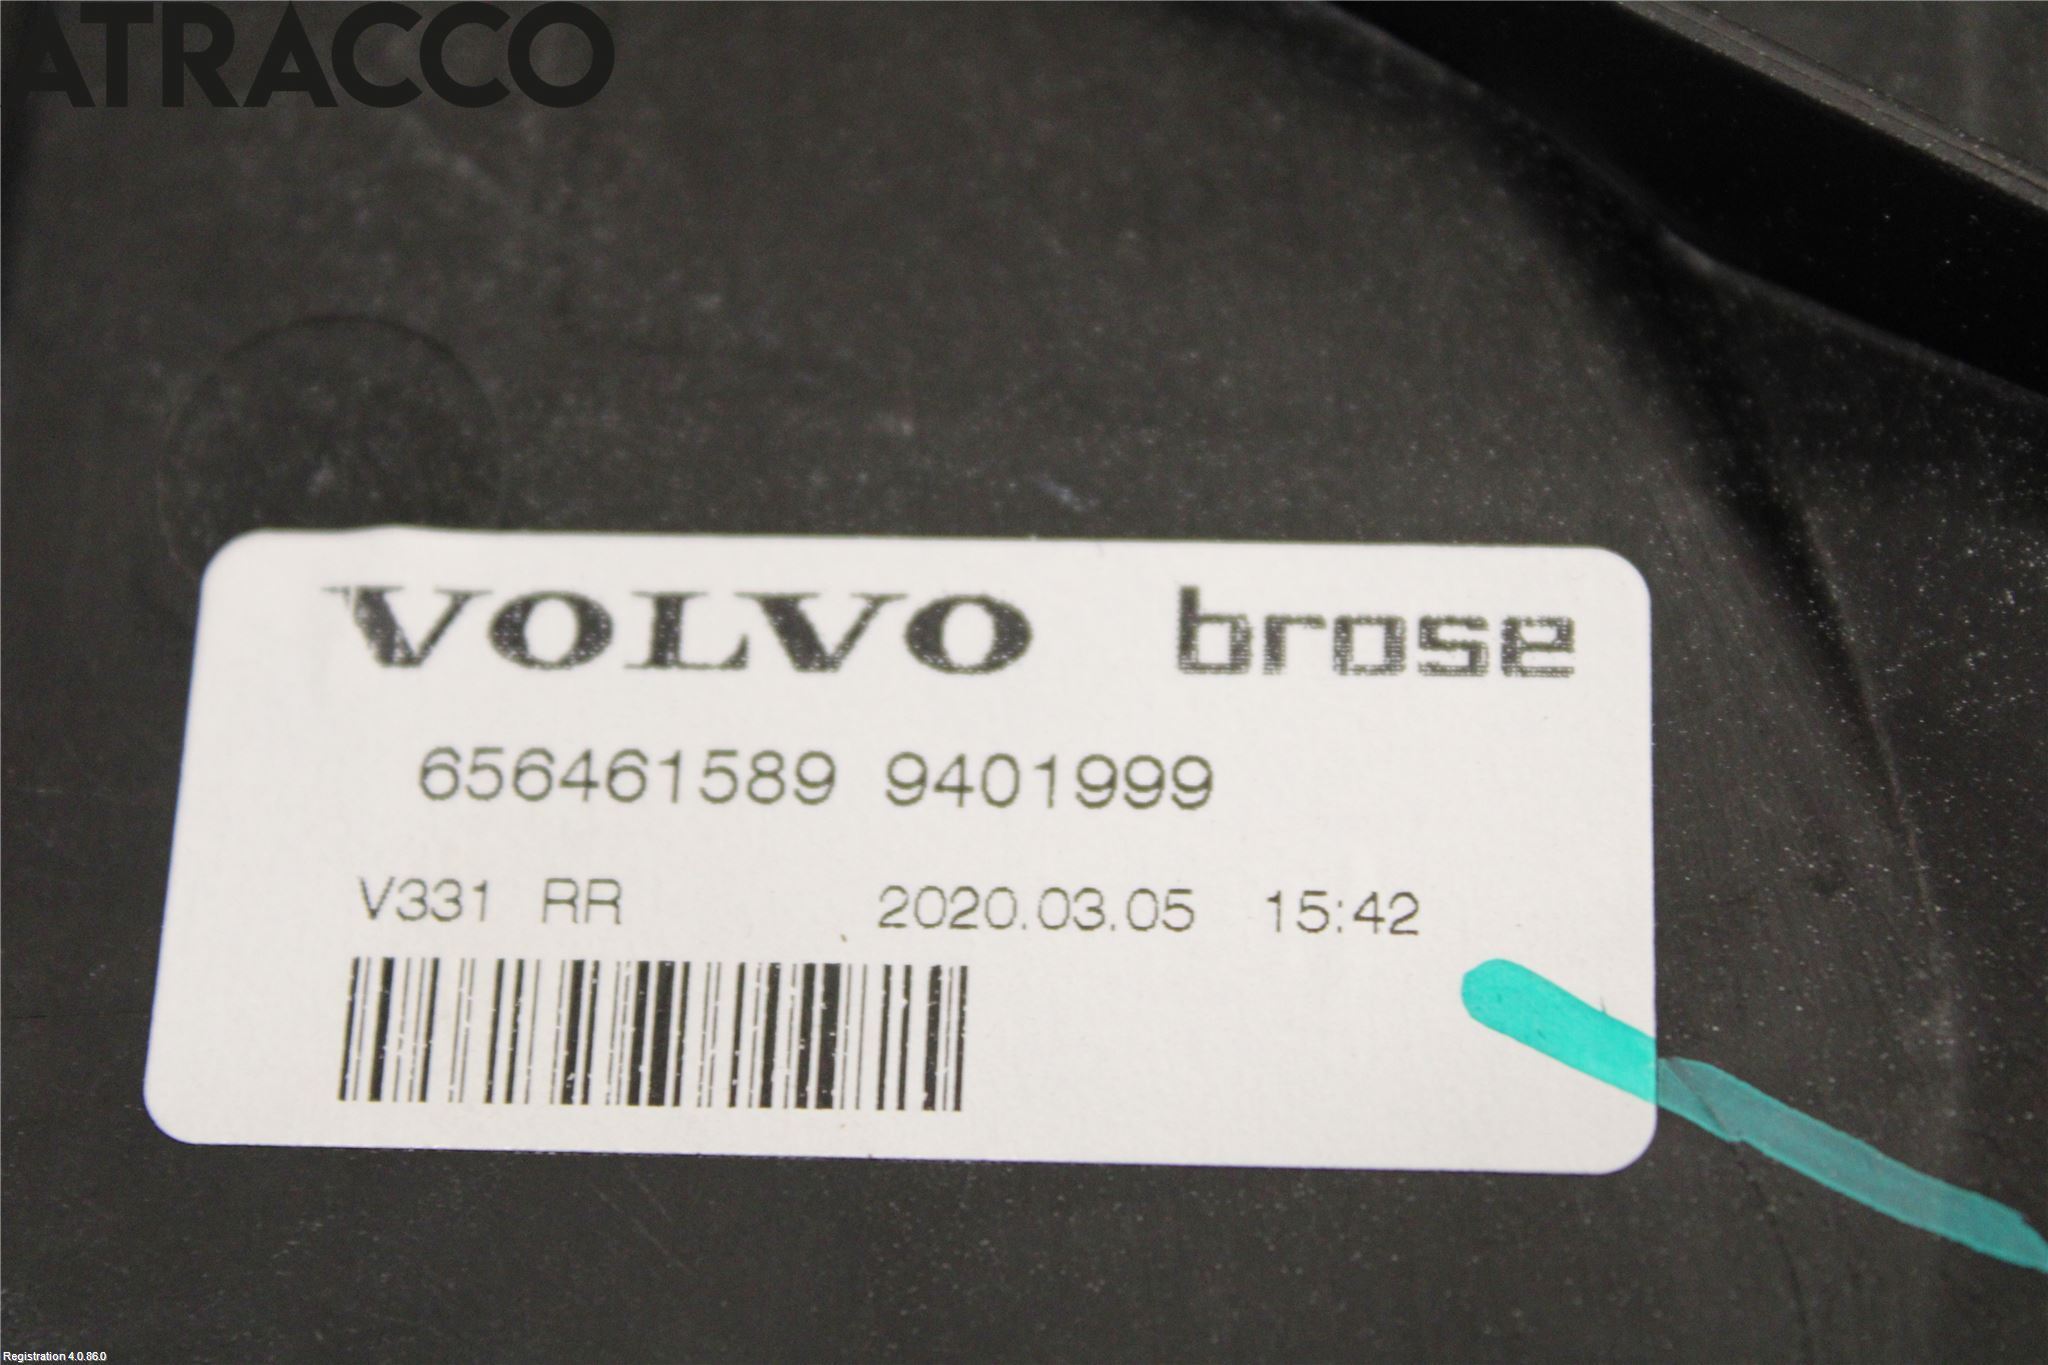 ATRACCO
VOLVO brose
656461589 9401999
V331 RR 2020.03.05 15:42
Registration 4.0.86.0